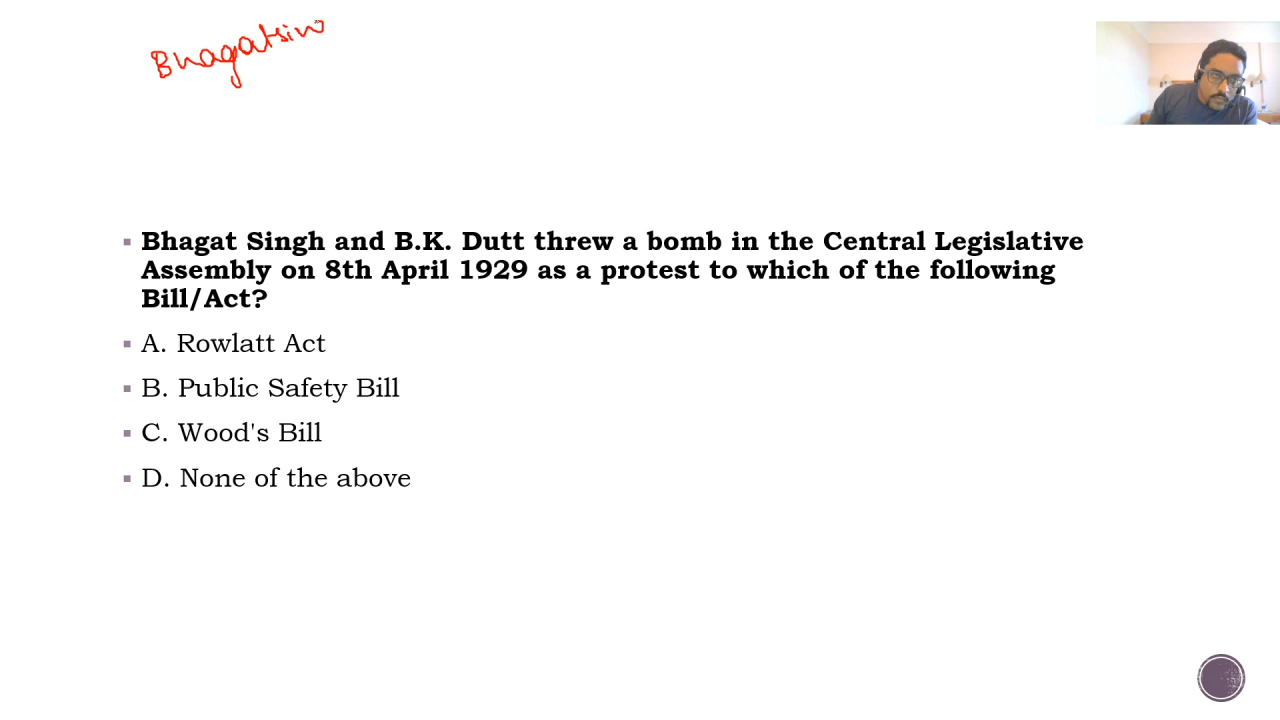 Bhagatsin
Bhagat Singh and B.K. Dutt threw a bomb in the Central Legislative
Assembly on 8th April 1929 as a protest to which of the following
Bill/Act?
A. Rowlatt Act
B. Public Safety Bill
C. Wood's Bill
D. None of the above